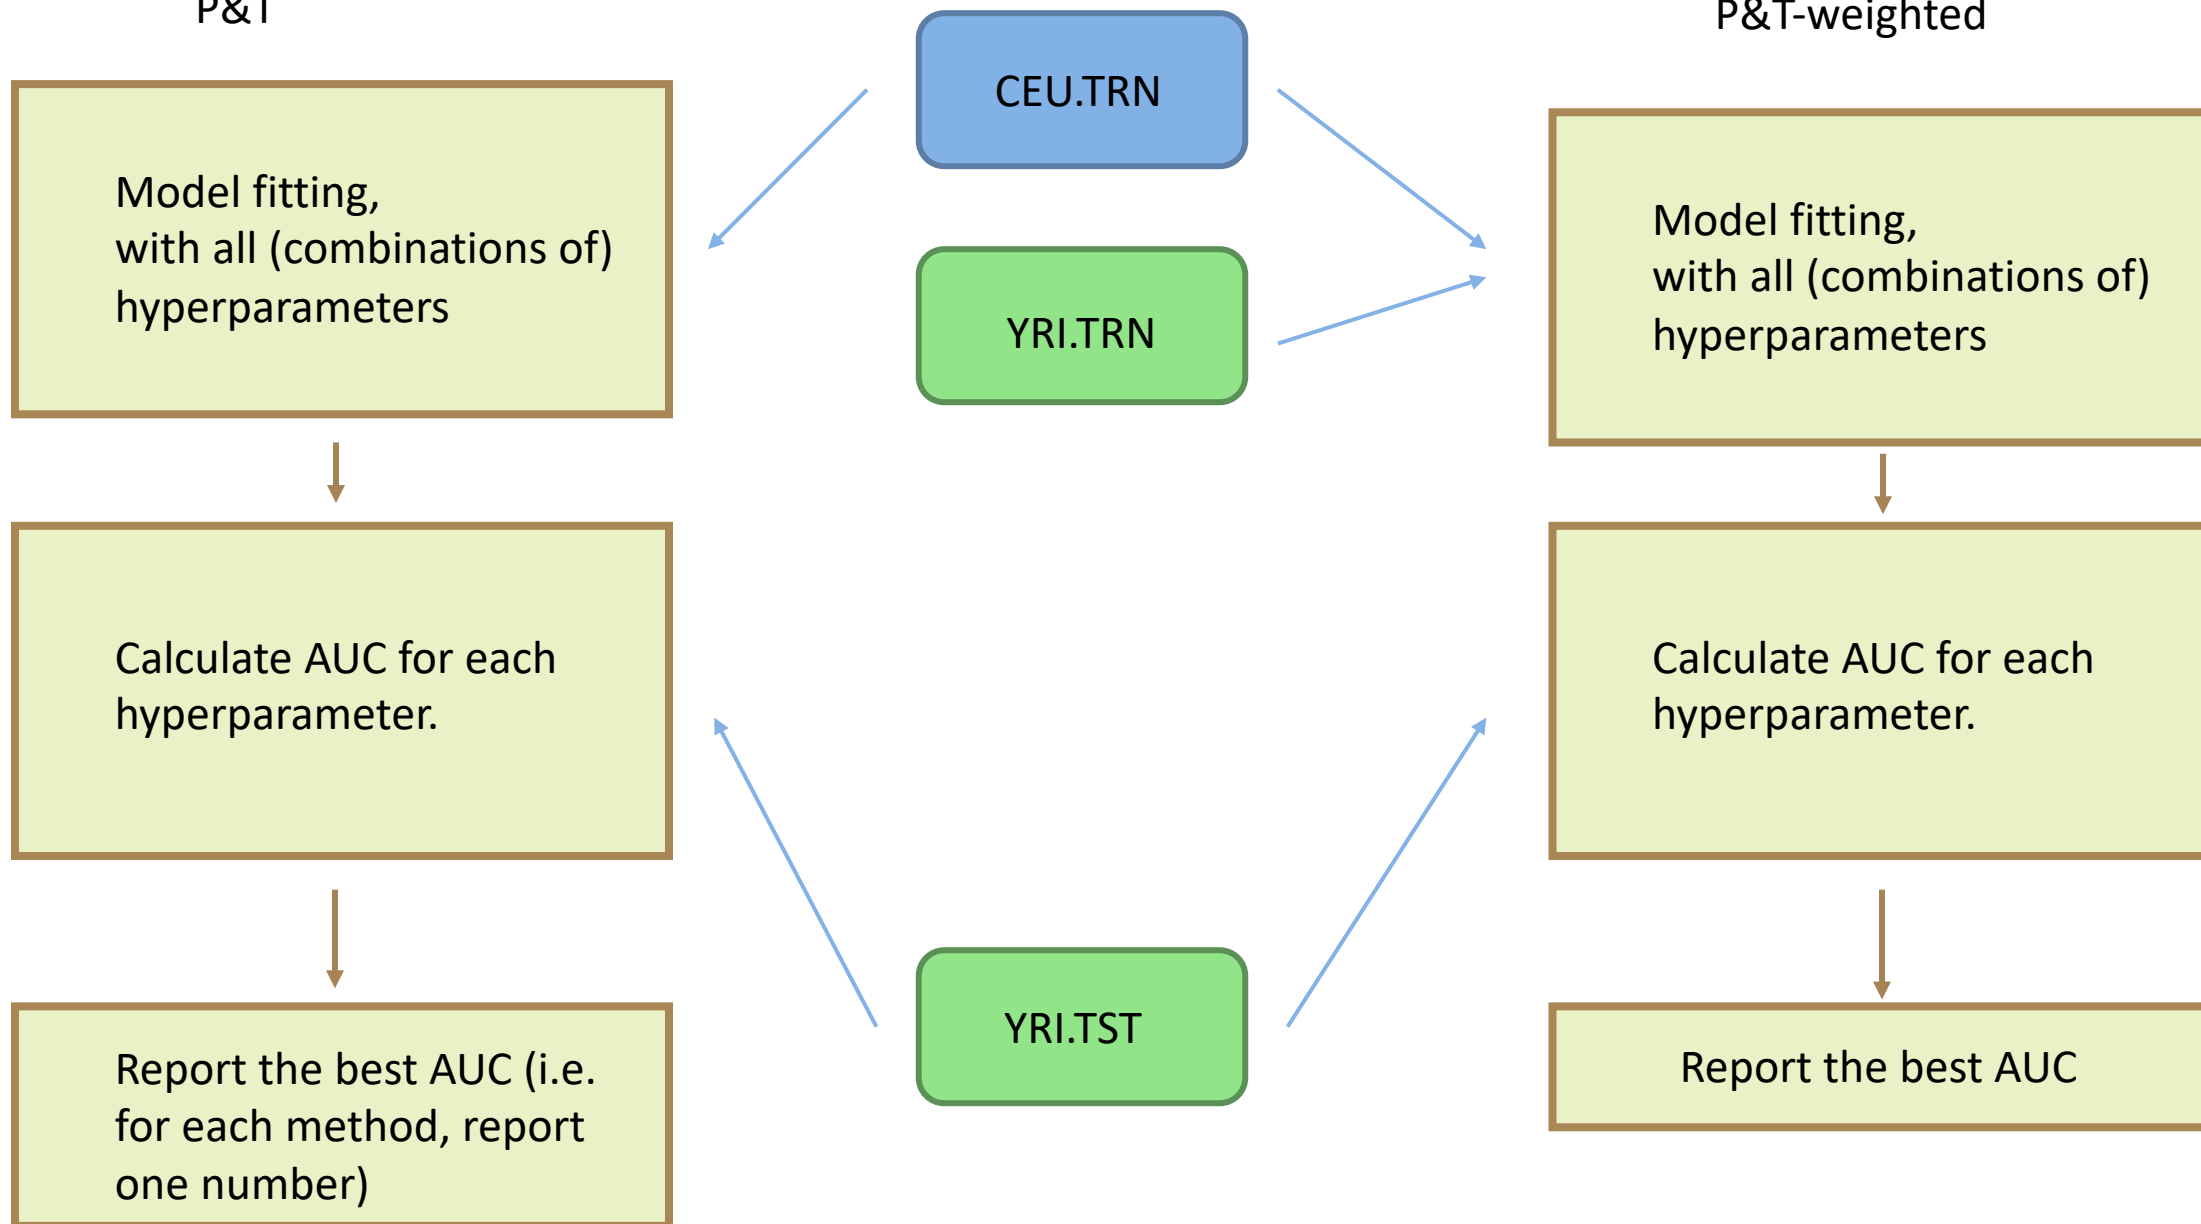 P&T
Model fitting,
with all (combinations of)
hyperparameters
Calculate AUC for each
hyperparameter.
Report the best AUC (i.e.
for each method, report
one number)
CEU.TRN
YRI.TRN
YRI.TST
P&T-weighted
Model fitting,
with all (combinations of)
hyperparameters
Calculate AUC for each
hyperparameter.
Report the best AUC